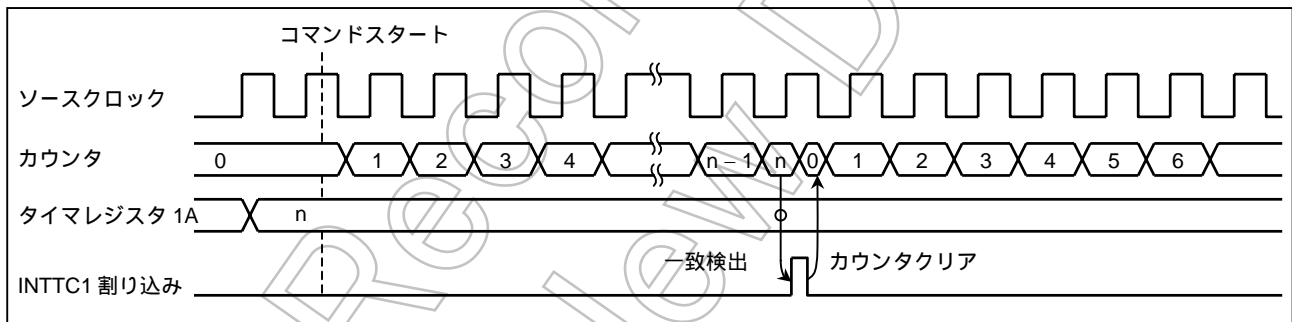 コマンドスタート
ソースクロック
カウンタ 0 1 2 3 4 n – 1 n 0 1 2 3 4 5 6
タイマレジスタ 1A n
一致検出 カウンタクリア
INTTC1 割り込み